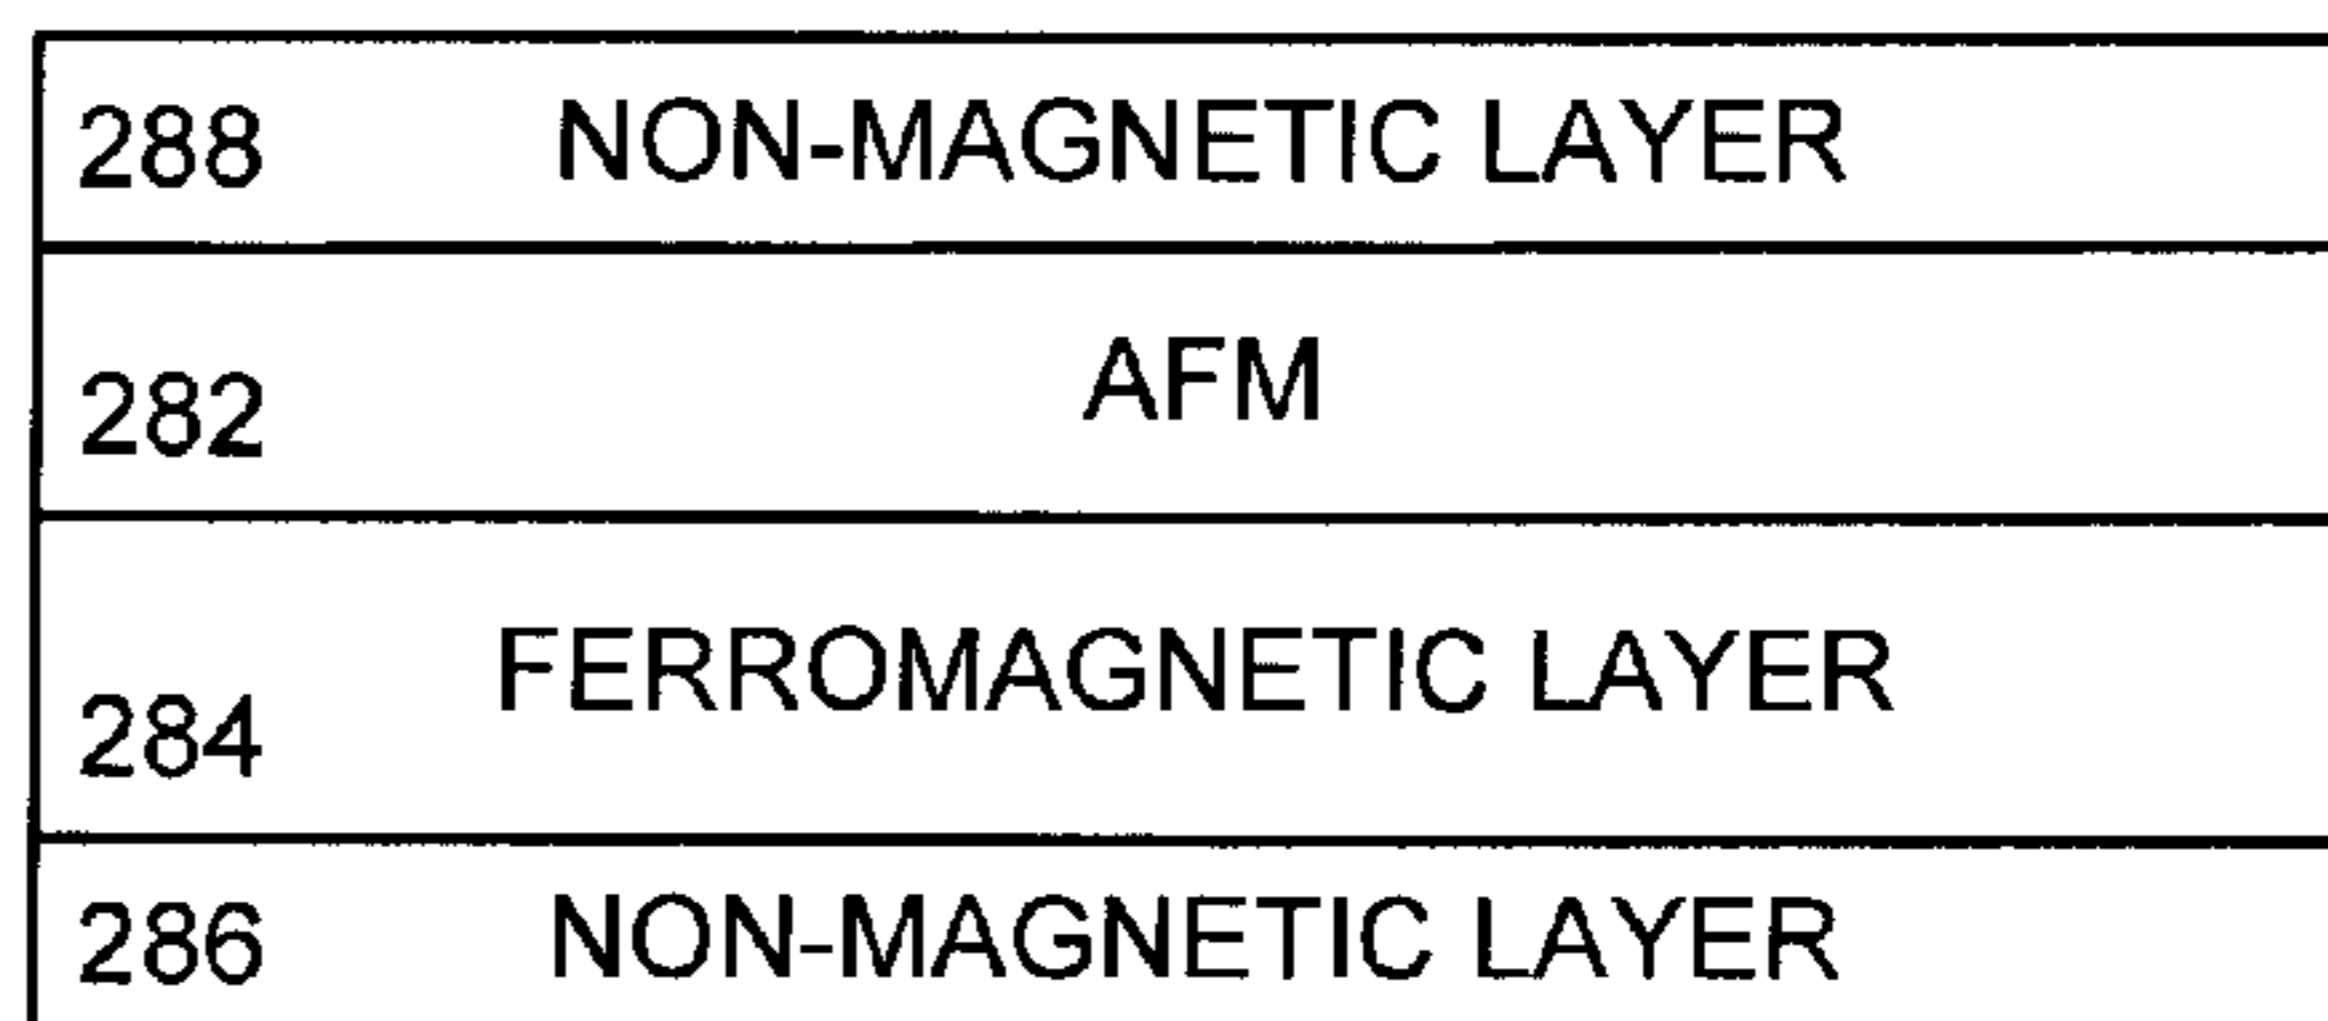 288 NON-MAGNETIC LAYER
282 AFM
284 FERROMAGNETIC LAYER
286 NON-MAGNETIC LAYER